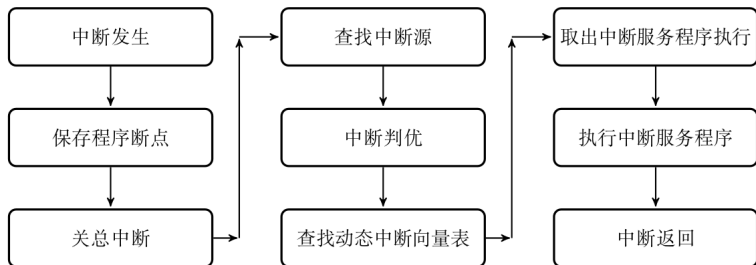 中断发生
保存程序断点
关总中断
查找中断源
中断判优
查找动态中断向量表
取出中断服务程序执行
执行中断服务程序
中断返回